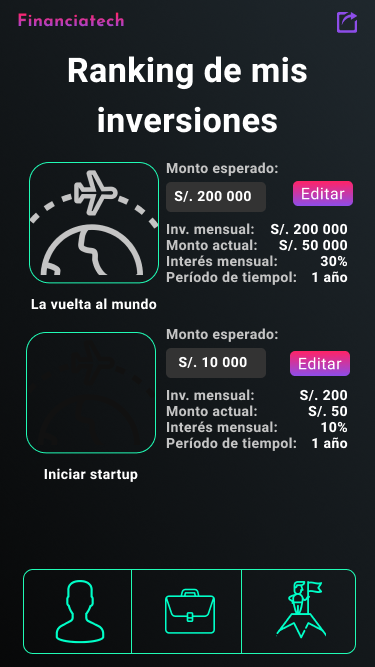 Financiatech
Ranking de mis
inversiones
Monto esperado:
S/. 200 000
Editar
Inv. mensual: S/. 200 000
Monto actual: S/. 50 000
Interés mensual: 30%
Período de tiempol: 1 año
La vuelta al mundo
Monto esperado:
S/. 10 000
Editar
Inv. mensual: S/. 200
Monto actual: S/. 50
Interés mensual: 10%
Período de tiempol: 1 año
Iniciar startup